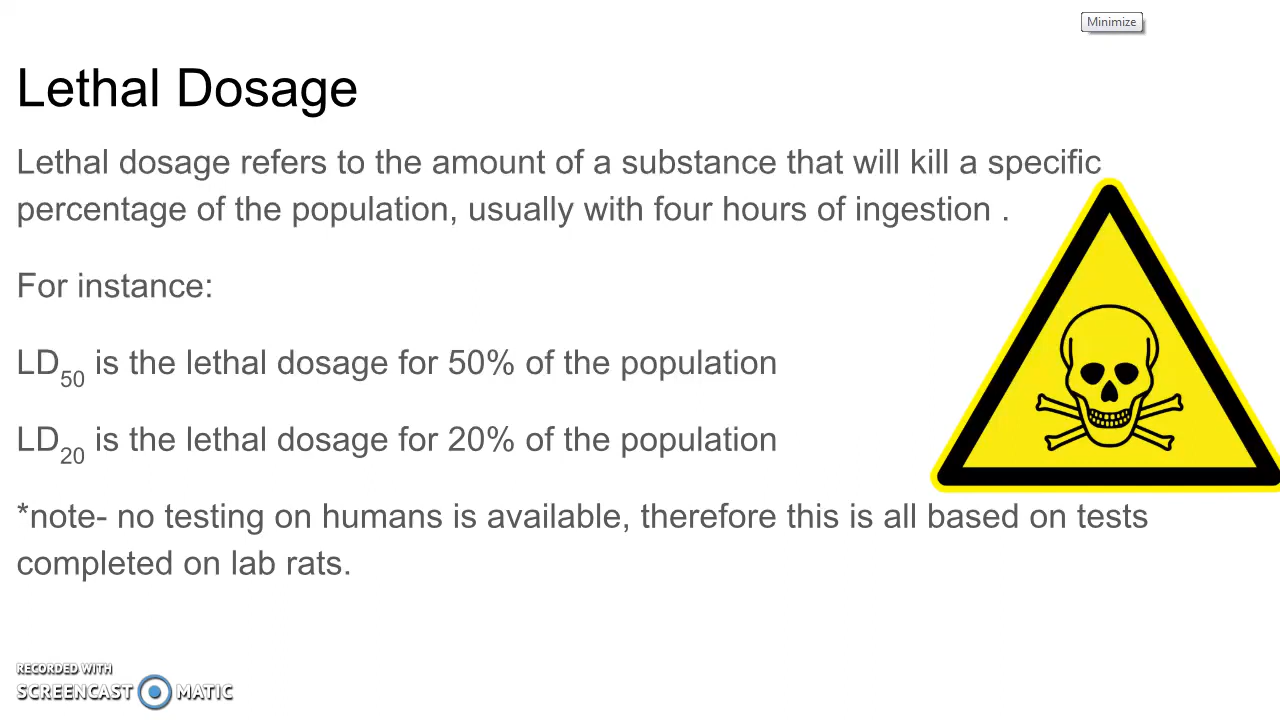 Minimize
Lethal Dosage
Lethal dosage refers to the amount of a substance that will kill a specific
percentage of the population, usually with four hours of ingestion .
For instance:
LD50 is the lethal dosage for 50% of the population
LD20 is the lethal dosage for 20% of the population
*note- no testing on humans is available, therefore this is all based on tests
completed on lab rats.
RECORDED WITH
SCREENCAST MATIC